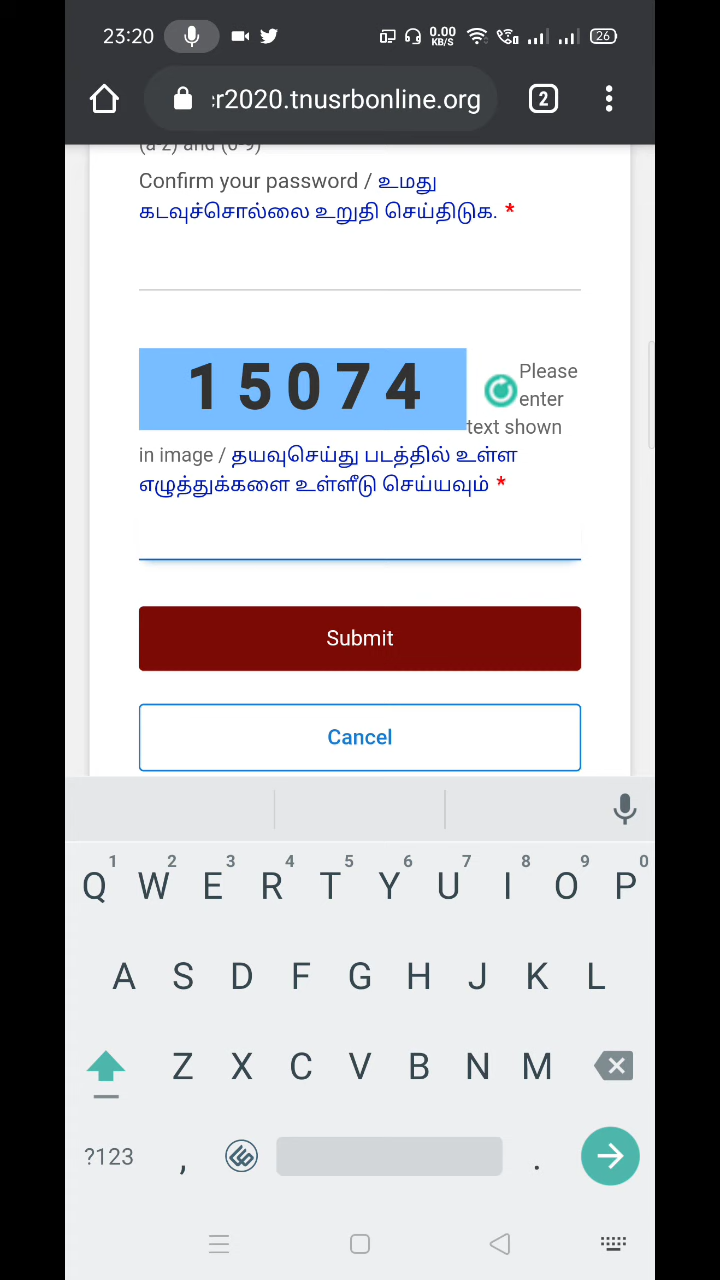 23:20 0.00 KB/S 26
:r2020.tnusrbonline.org 2
(a-z) and (0-9)
Confirm your password / உமது
கடவுச்சொல்லை உறுதி செய்திடுக. *
15074
Please
enter
text shown
in image / தயவுசெய்து படத்தில் உள்ள
எழுத்துக்களை உள்ளீடு செய்யவும் *
Submit
Cancel
1 2 3 4 5 6 7 8 9 0
Q W E R T Y U I O P
A S D F G H J K L
Z X C V B N M
?123 , .